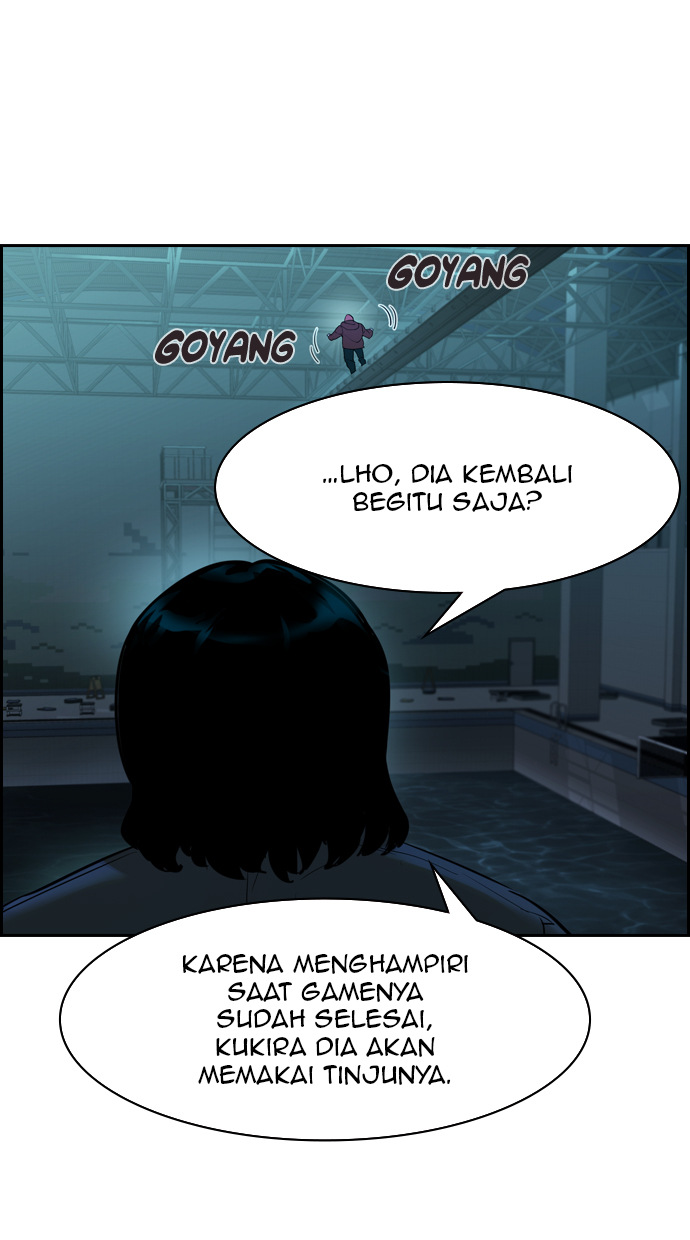 GOYANG
GOYANG
...LHO, DIA KEMBALI
BEGITU SAJA?
KARENA MENGHAMPIRI
SAAT GAMENYA
SUDAH SELESAI,
KUKIRA DIA AKAN
MEMAKAI TINJUNYA.